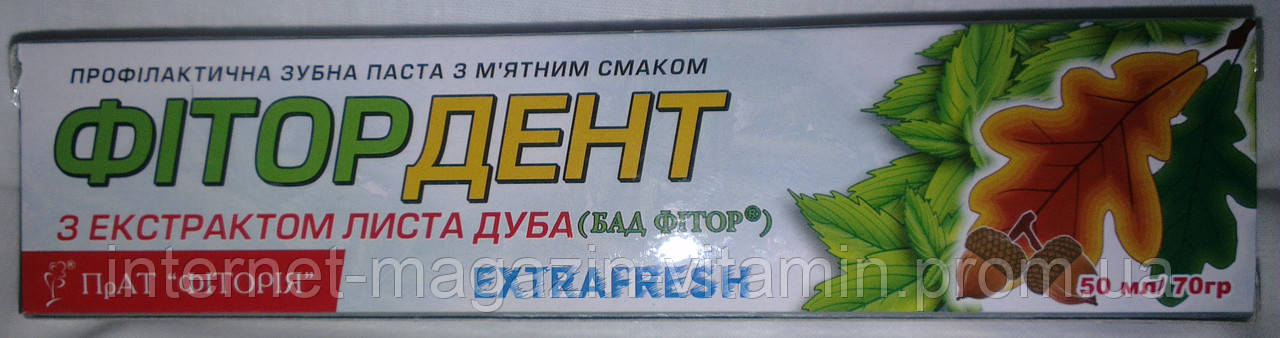 ПРОФІЛАКТИЧНА ЗУБНА ПАСТА З М'ЯТНИМ СМАКОМ
ФІТОРДЕНТ
З ЕКСТРАКТОМ ЛИСТА ДУБА (БАД ФІТОР®)
ПрАТ "ФІТОРІЯ" ®
EXTRAFRESH
50 мл/70гр
internet-magazin-vitamin.prom.ua